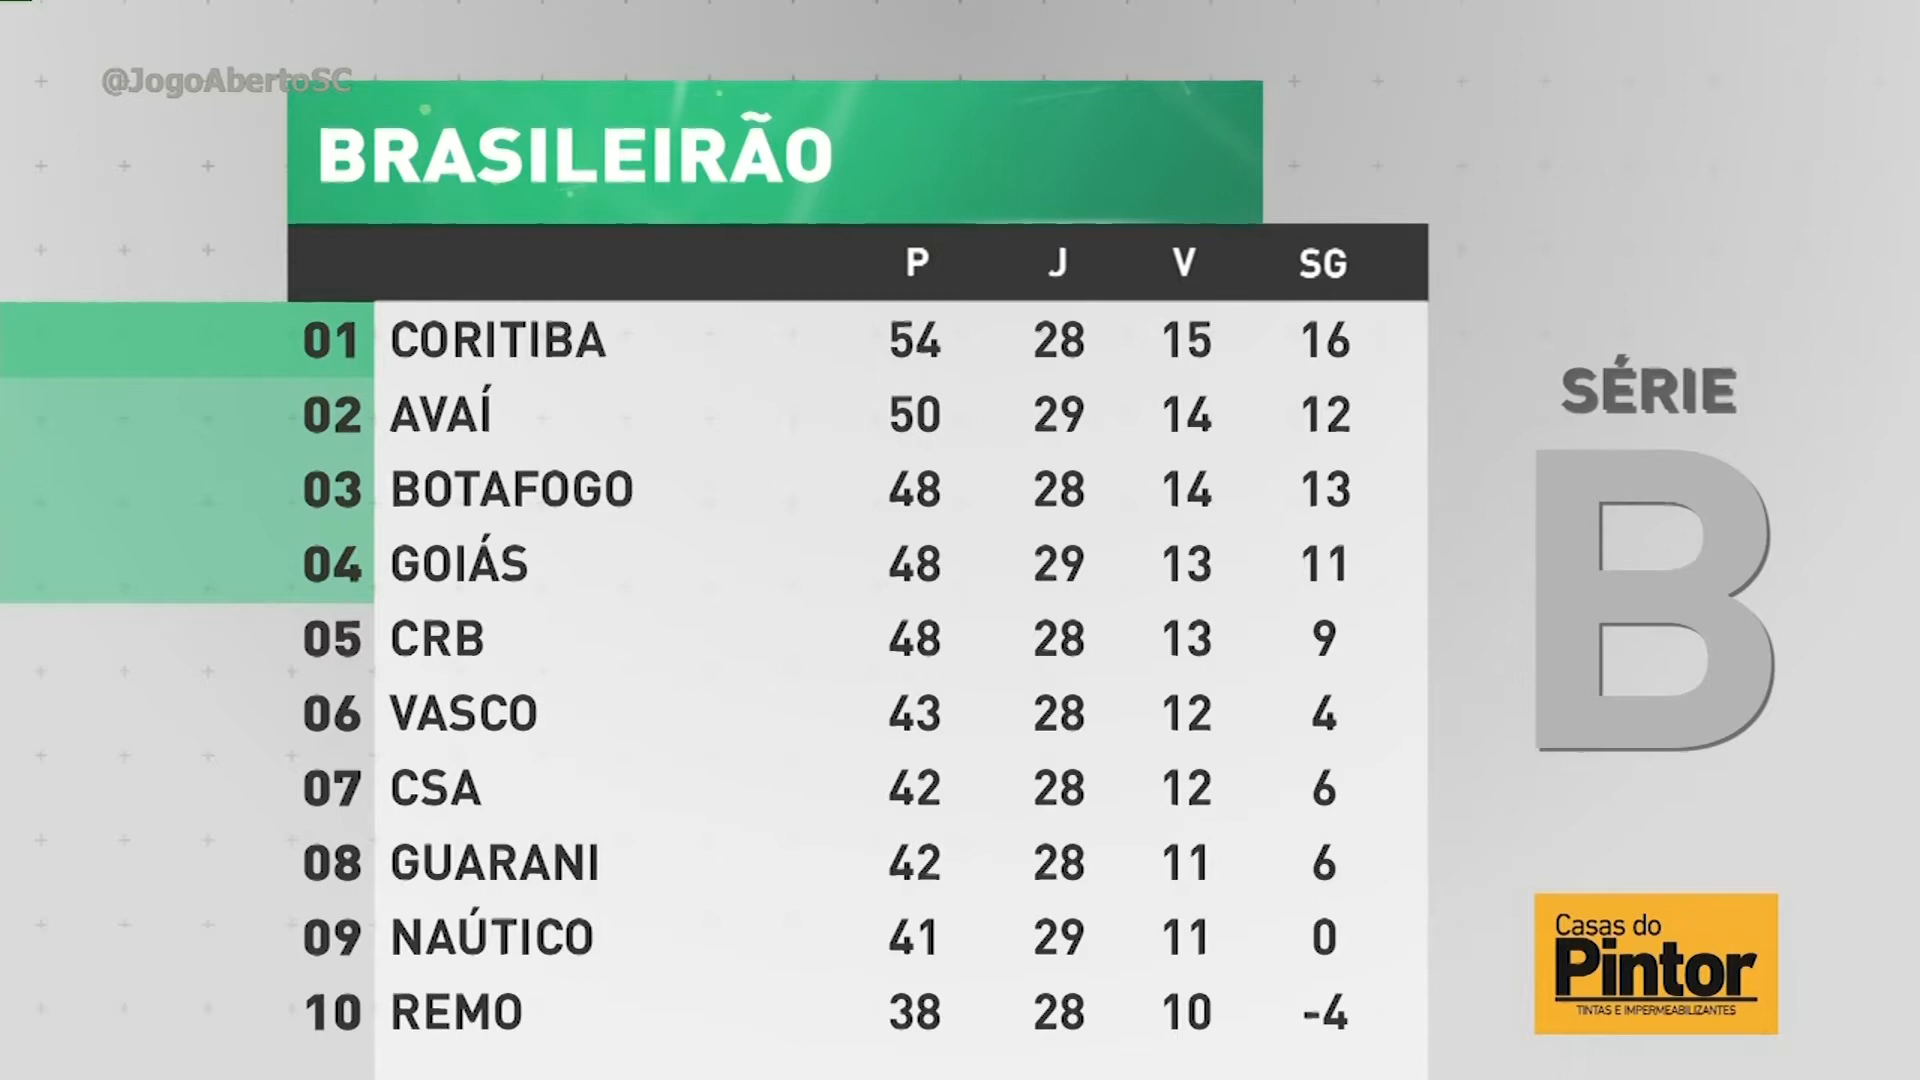 @JogoAbertoSC
BRASILEIRÃO
P J V SG
01 CORITIBA 54 28 15 16
02 AVAÍ 50 29 14 12
03 BOTAFOGO 48 28 14 13
04 GOIÁS 48 29 13 11
05 CRB 48 28 13 9
06 VASCO 43 28 12 4
07 CSA 42 28 12 6
08 GUARANI 42 28 11 6
09 NAÚTICO 41 29 11 0
10 REMO 38 28 10 -4
SÉRIE
B
Casas do
Pintor
TINTAS E IMPERMEABILIZANTES